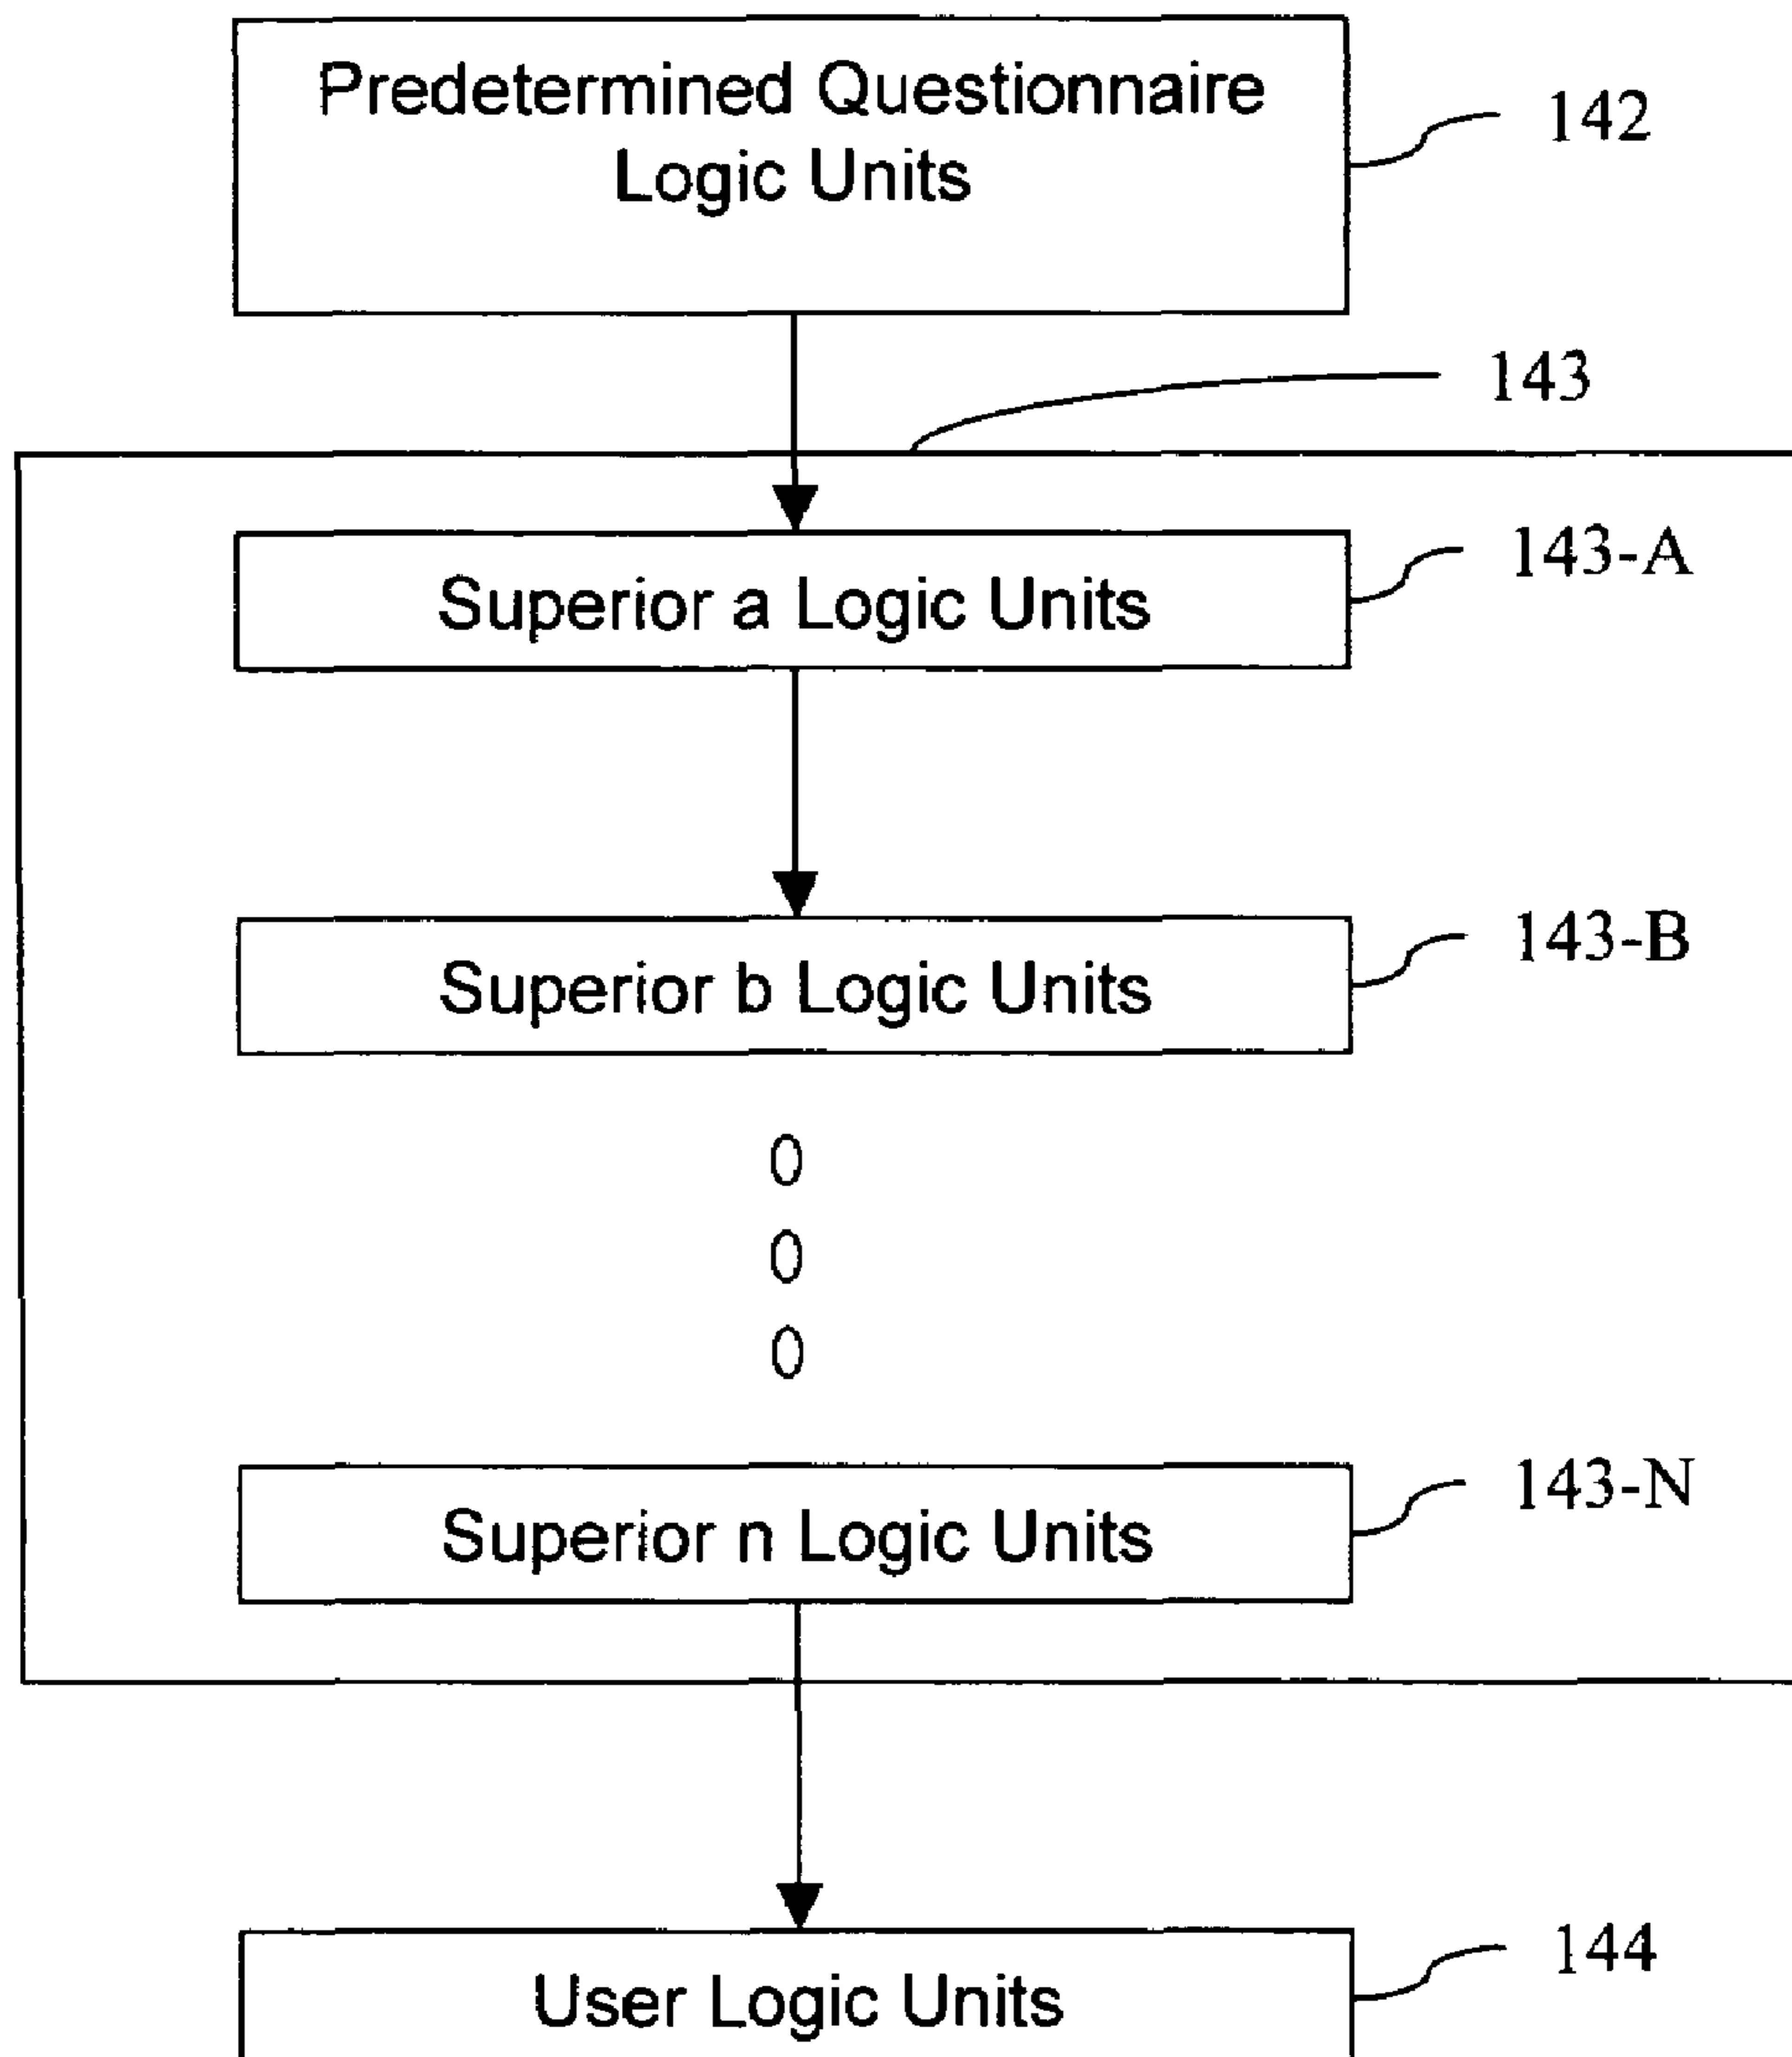 Predetermined Questionnaire
Logic Units
142
143
143-A
Superior a Logic Units
143-B
Superior b Logic Units
0
0
0
143-N
Superior n Logic Units
144
User Logic Units